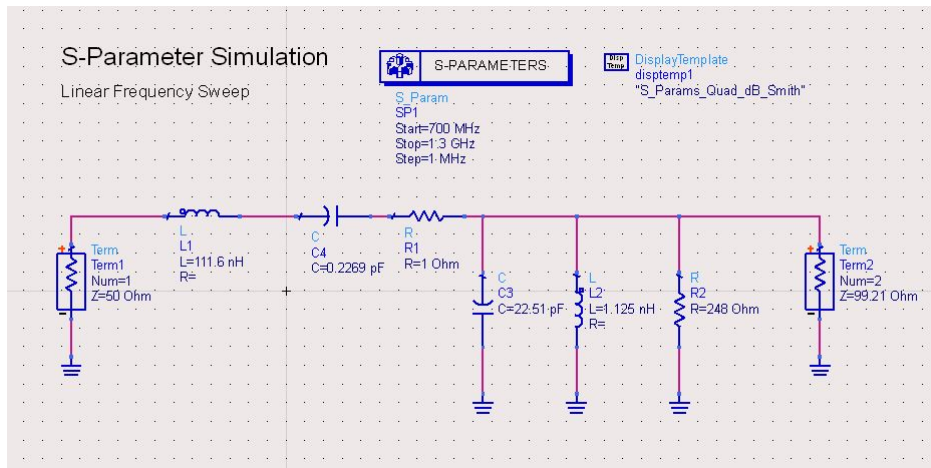 S-Parameter Simulation
Linear Frequency Sweep
S-PARAMETERS
S_Param
SP1
Start=700 MHz
Stop=1.3 GHz
Step=1 MHz
Disp
Temp
DisplayTemplate
disptemp1
"S_Params_Quad_dB_Smith"
+
Term
Term1
Num=1
Z=50 Ohm
-
L
L1
L=111.6 nH
R=
C
C4
C=0.2269 pF
R
R1
R=1 Ohm
C
C3
C=22.51 pF
L
L2
L=1.125 nH
R=
R
R2
R=248 Ohm
+
Term
Term2
Num=2
Z=99.21 Ohm
-